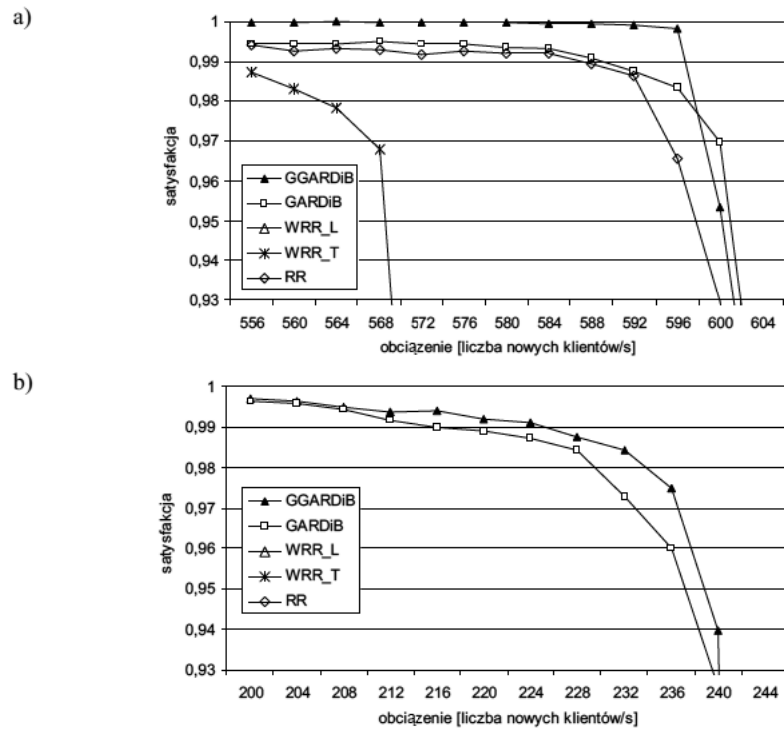 a)
1
0,99
0,98
0,97
0,96
0,95
0,94
0,93
satysfakcja
GGARDiB
GARDiB
WRR_L
WRR_T
RR
556 560 564 568 572 576 580 584 588 592 596 600 604
obciązenie [liczba nowych klientów/s]
b)
1
0,99
0,98
0,97
0,96
0,95
0,94
0,93
satysfakcja
GGARDiB
GARDiB
WRR_L
WRR_T
RR
200 204 208 212 216 220 224 228 232 236 240 244
obciązenie [liczba nowych klientów/s]